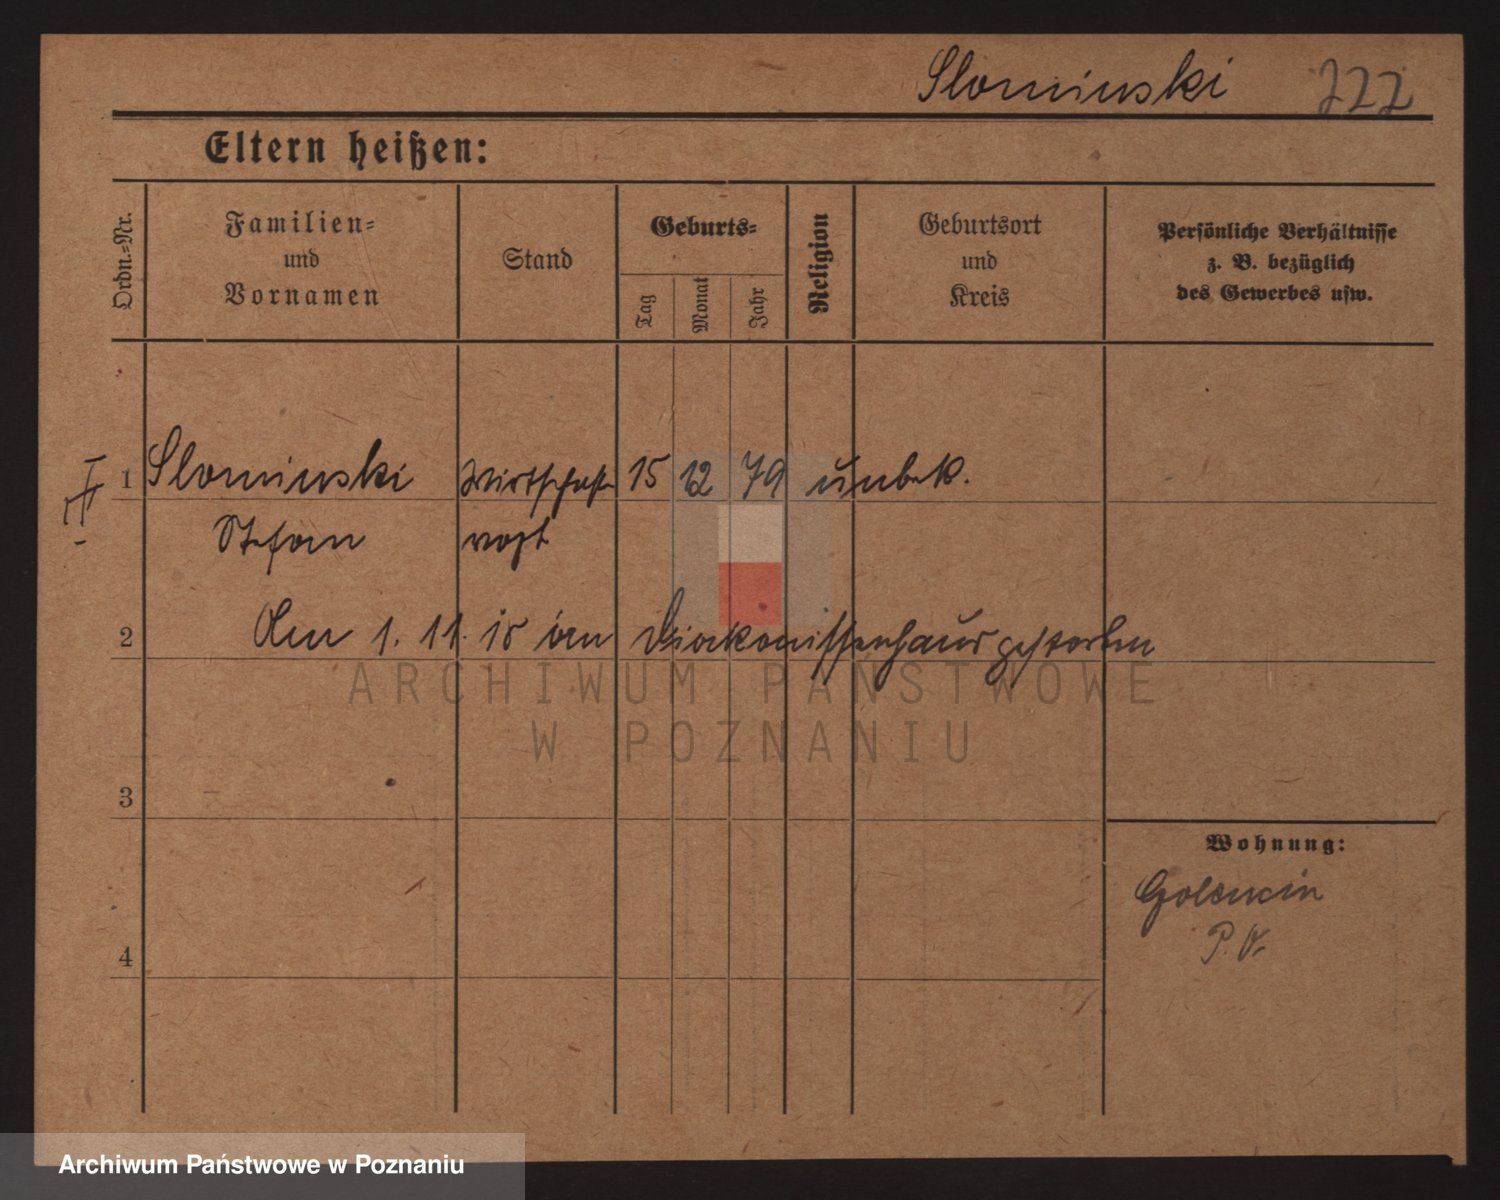 Slominski 222
Eltern heißen:
Ordn.-Nr.
Familien-
und
Vornamen
Stand
Geburts-
Tag
Monat
Jahr
Religion
Geburtsort
und
Kreis
Persönliche Verhältnisse
z. B. bezüglich
des Gewerbes usw.
1 Slominski Wirtschafts 15 12 79 unbek.
Stefan vogt
2 Am 1. 11. 15 im Diakonissenhaus gestorben
3
4
Wohnung:
Golencin
P. O.
ARCHIWUM PAŃSTWOWE
W POZNANIU
Archiwum Państwowe w Poznaniu